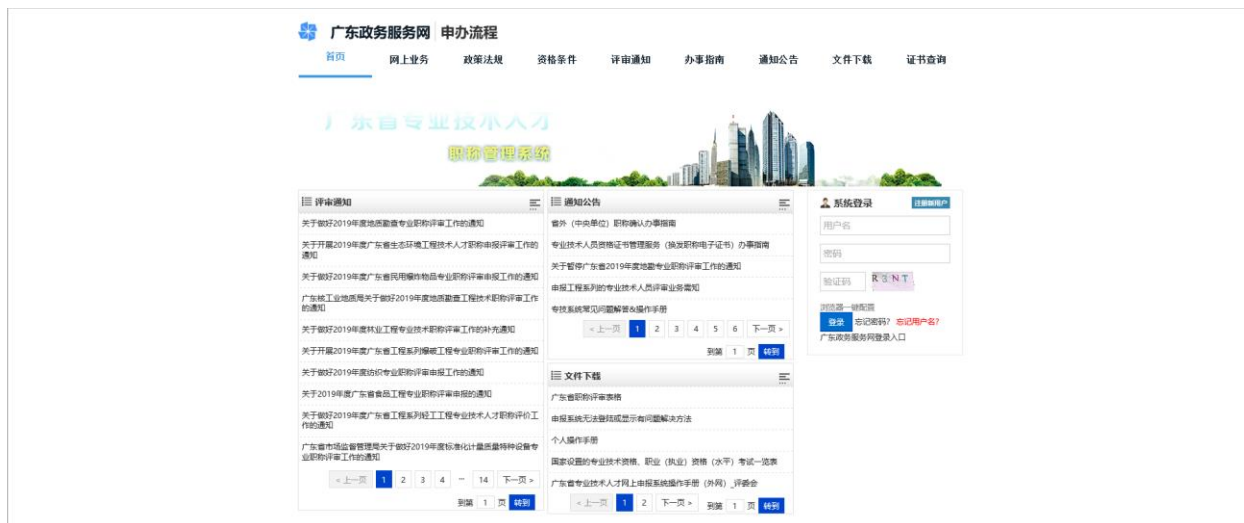 广东政务服务网 申办流程
首页 网上业务 政策法规 资格条件 评审通知 办事指南 通知公告 文件下载 证书查询
广东省专业技术人才
职称管理系统
评审通知
关于做好2019年度地质勘查专业职称评审工作的通知
关于开展2019年度广东省生态环境工程技术人才职称申报评审工作的
通知
关于做好2019年度广东省民用爆炸物品专业职称评审申报工作的通知
广东核工业地质局关于做好2019年度地质勘查工程技术职称评审工作
的通知
关于做好2019年度林业工程专业技术职称评审工作的补充通知
关于开展2019年度广东省工程系列爆破工程专业职称评审工作的通知
关于做好2019年度纺织专业职称评审申报工作的通知
关于2019年度广东省食品工程专业职称评审申报的通知
关于做好2019年度广东省工程系列轻工工程专业技术人才职称评价工
作的通知
广东省市场监督管理局关于做好2019年度标准化计量质量特种设备专
业职称评审工作的通知
<上一页 1 2 3 4 … 14 下一页>
到第 1 页 转到
通知公告
省外（中央单位）职称确认办事指南
专业技术人员资格证书管理服务（换发职称电子证书）办事指南
关于暂停广东省2019年度地勘专业职称评审工作的通知
申报工程系列的专业技术人员评审业务需知
专技系统常见问题解答&操作手册
<上一页 1 2 3 4 5 6 下一页>
到第 1 页 转到
文件下载
广东省职称评审表格
申报系统无法登陆或显示有问题解决方法
个人操作手册
国家设置的专业技术资格、职业（执业）资格（水平）考试一览表
广东省专业技术人才网上申报系统操作手册（外网）_评委会
<上一页 1 2 下一页> 到第 1 页 转到
系统登录 注册新用户
用户名
密码
验证码 R3NT
浏览器一键配置
登录 忘记密码? 忘记用户名?
广东政务服务网登录入口